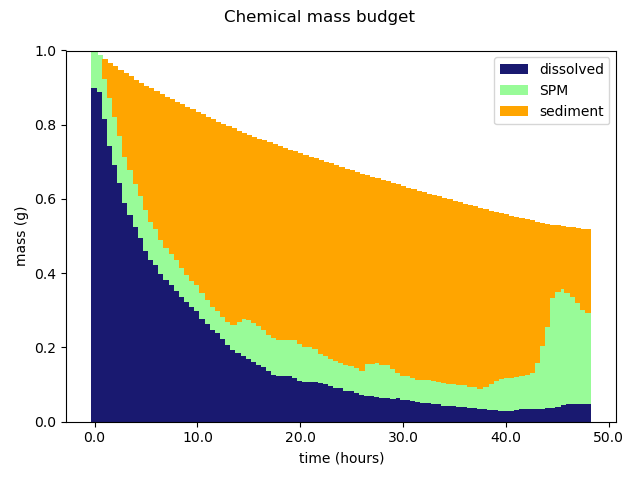 Chemical mass budget
1.0
0.8
0.6
0.4
0.2
0.0
mass (g)
dissolved
SPM
sediment
0.0 10.0 20.0 30.0 40.0 50.0
time (hours)